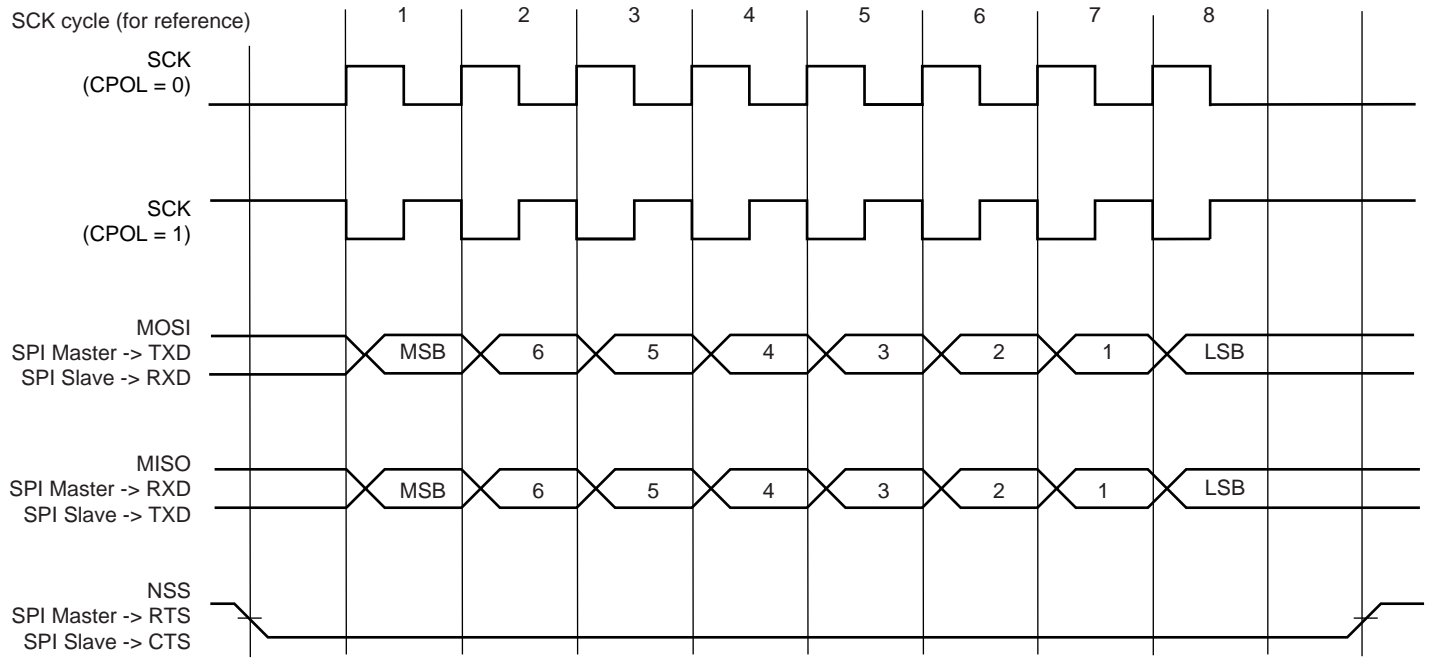 SCK cycle (for reference)
1 2 3 4 5 6 7 8
SCK
(CPOL = 0)
SCK
(CPOL = 1)
MOSI
SPI Master -> TXD
SPI Slave -> RXD
MSB 6 5 4 3 2 1 LSB
MISO
SPI Master -> RXD
SPI Slave -> TXD
MSB 6 5 4 3 2 1 LSB
NSS
SPI Master -> RTS
SPI Slave -> CTS